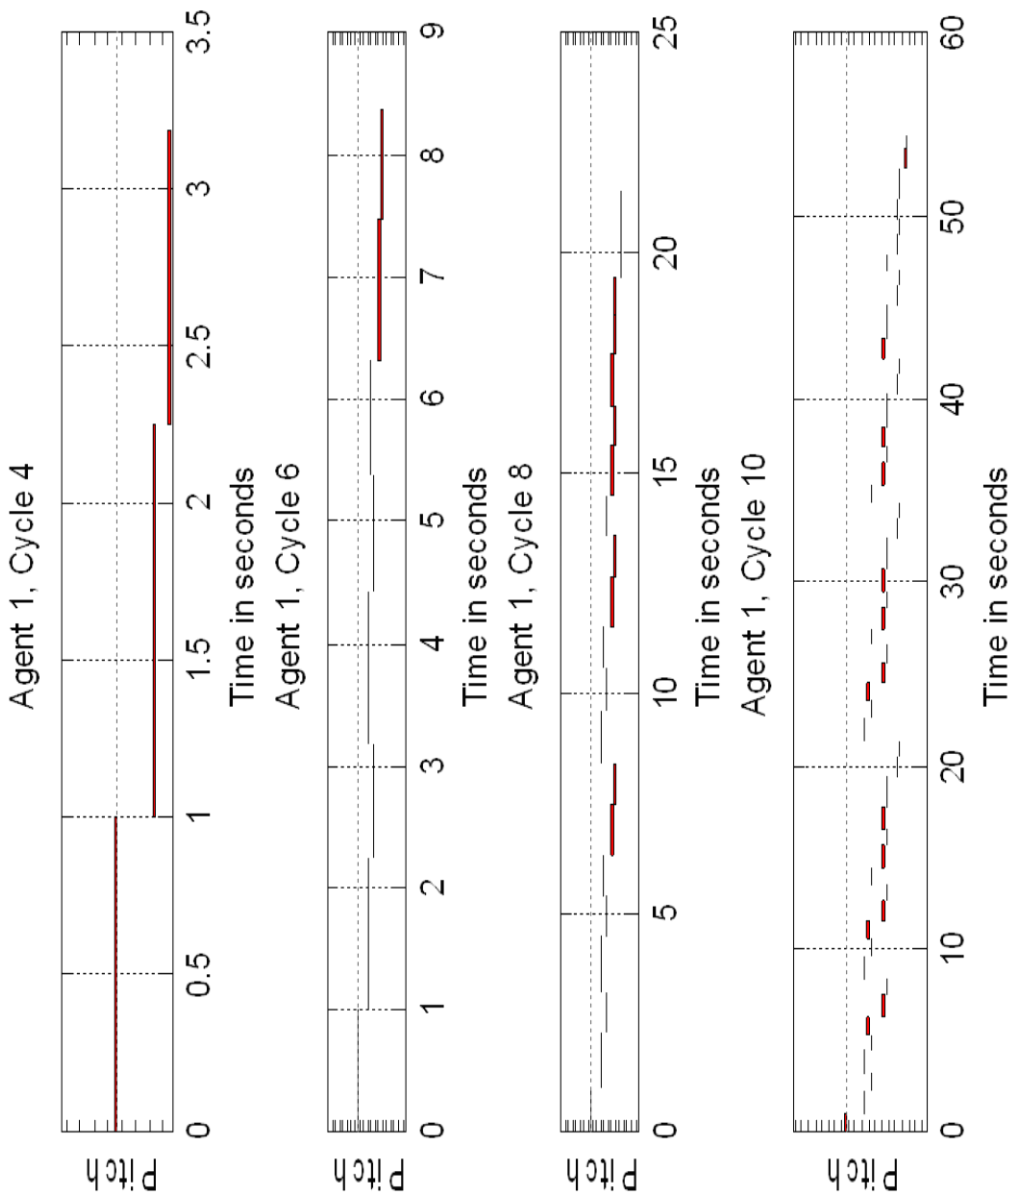 Agent 1, Cycle 4
Pitch
0 0.5 1 1.5 2 2.5 3 3.5
Time in seconds
Agent 1, Cycle 6
Pitch
0 1 2 3 4 5 6 7 8 9
Time in seconds
Agent 1, Cycle 8
Pitch
0 5 10 15 20 25
Time in seconds
Agent 1, Cycle 10
Pitch
0 10 20 30 40 50 60
Time in seconds